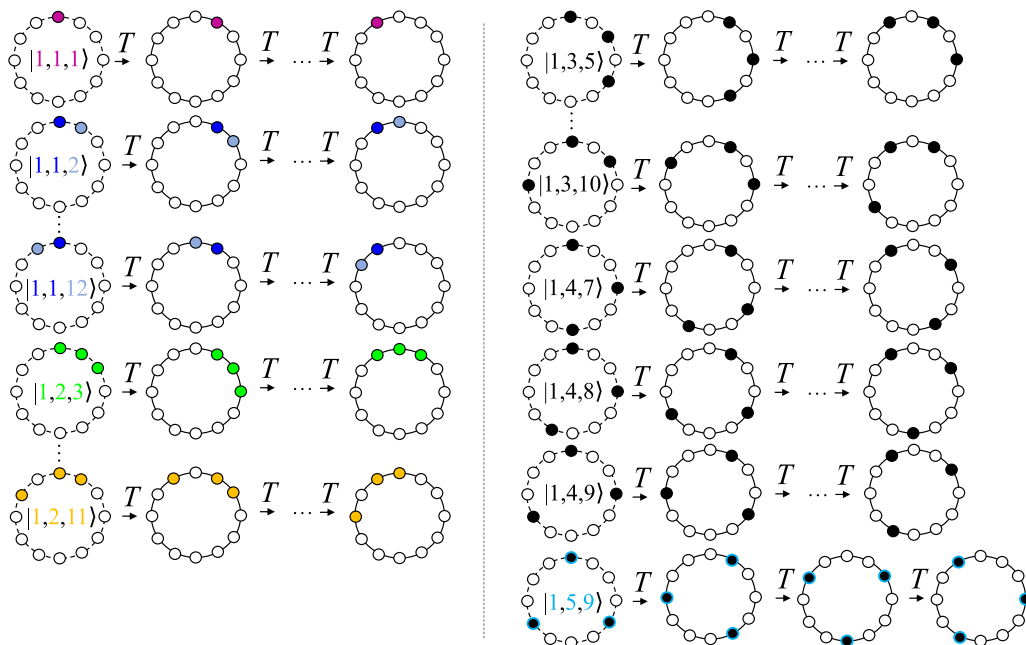 |1,1,1⟩ T T ... T
|1,1,2⟩ T T ... T
⋮
|1,1,12⟩ T T ... T
|1,2,3⟩ T T ... T
⋮
|1,2,11⟩ T T ... T
|1,3,5⟩ T T ... T
⋮
|1,3,10⟩ T T ... T
|1,4,7⟩ T T ... T
|1,4,8⟩ T T ... T
|1,4,9⟩ T T ... T
|1,5,9⟩ T T T